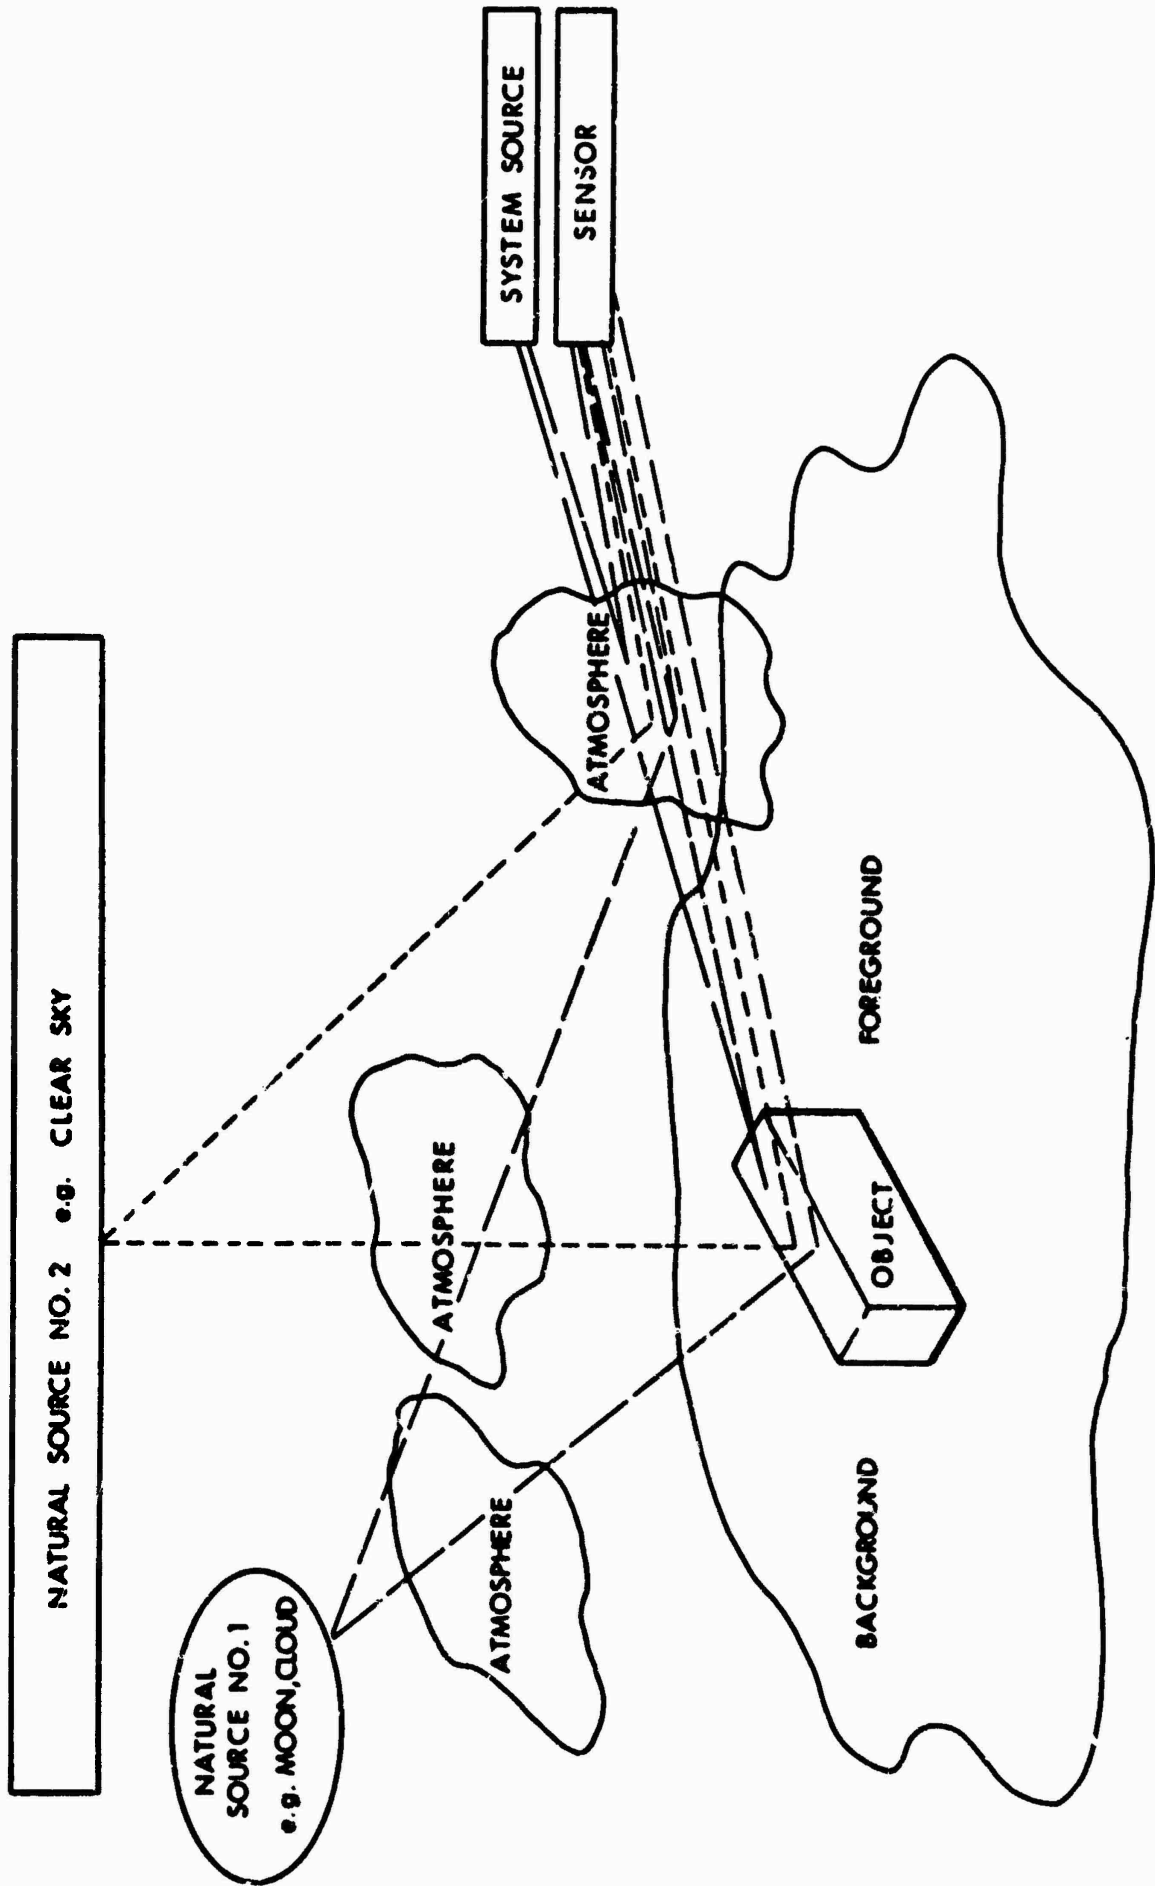 NATURAL SOURCE NO. 2 e.g. CLEAR SKY
NATURAL
SOURCE NO. 1
e.g. MOON,CLOUD
ATMOSPHERE
ATMOSPHERE
ATMOSPHERE
SYSTEM SOURCE
SENSOR
BACKGROUND
OBJECT
FOREGROUND